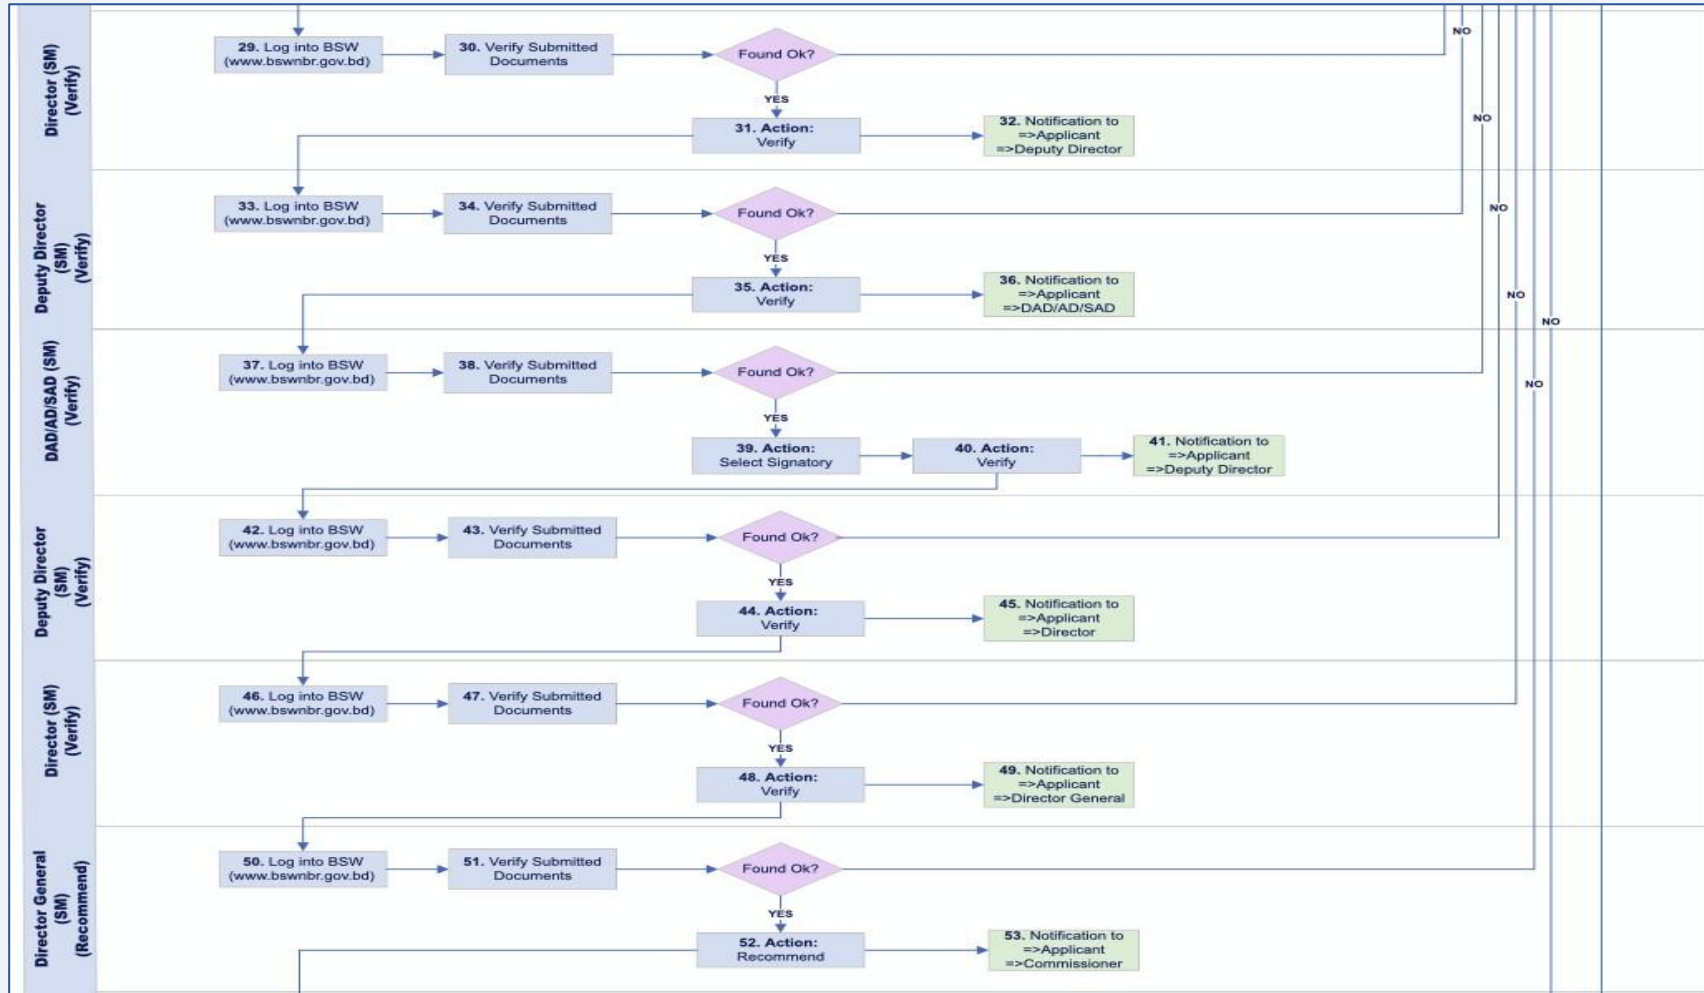 Director (SM)
(Verify)
29. Log into BSW
(www.bswnbr.gov.bd)
30. Verify Submitted
Documents
Found Ok?
NO
YES
31. Action:
Verify
32. Notification to
=>Applicant
=>Deputy Director
NO
Deputy Director
(SM)
(Verify)
33. Log into BSW
(www.bswnbr.gov.bd)
34. Verify Submitted
Documents
Found Ok?
NO
YES
35. Action:
Verify
36. Notification to
=>Applicant
=>DAD/AD/SAD
NO
NO
DAD/AD/SAD (SM)
(Verify)
37. Log into BSW
(www.bswnbr.gov.bd)
38. Verify Submitted
Documents
Found Ok?
NO
YES
39. Action:
Select Signatory
40. Action:
Verify
41. Notification to
=>Applicant
=>Deputy Director
Deputy Director
(SM)
(Verify)
42. Log into BSW
(www.bswnbr.gov.bd)
43. Verify Submitted
Documents
Found Ok?
YES
44. Action:
Verify
45. Notification to
=>Applicant
=>Director
Director (SM)
(Verify)
46. Log into BSW
(www.bswnbr.gov.bd)
47. Verify Submitted
Documents
Found Ok?
YES
48. Action:
Verify
49. Notification to
=>Applicant
=>Director General
Director General
(SM)
(Recommend)
50. Log into BSW
(www.bswnbr.gov.bd)
51. Verify Submitted
Documents
Found Ok?
YES
52. Action:
Recommend
53. Notification to
=>Applicant
=>Commissioner